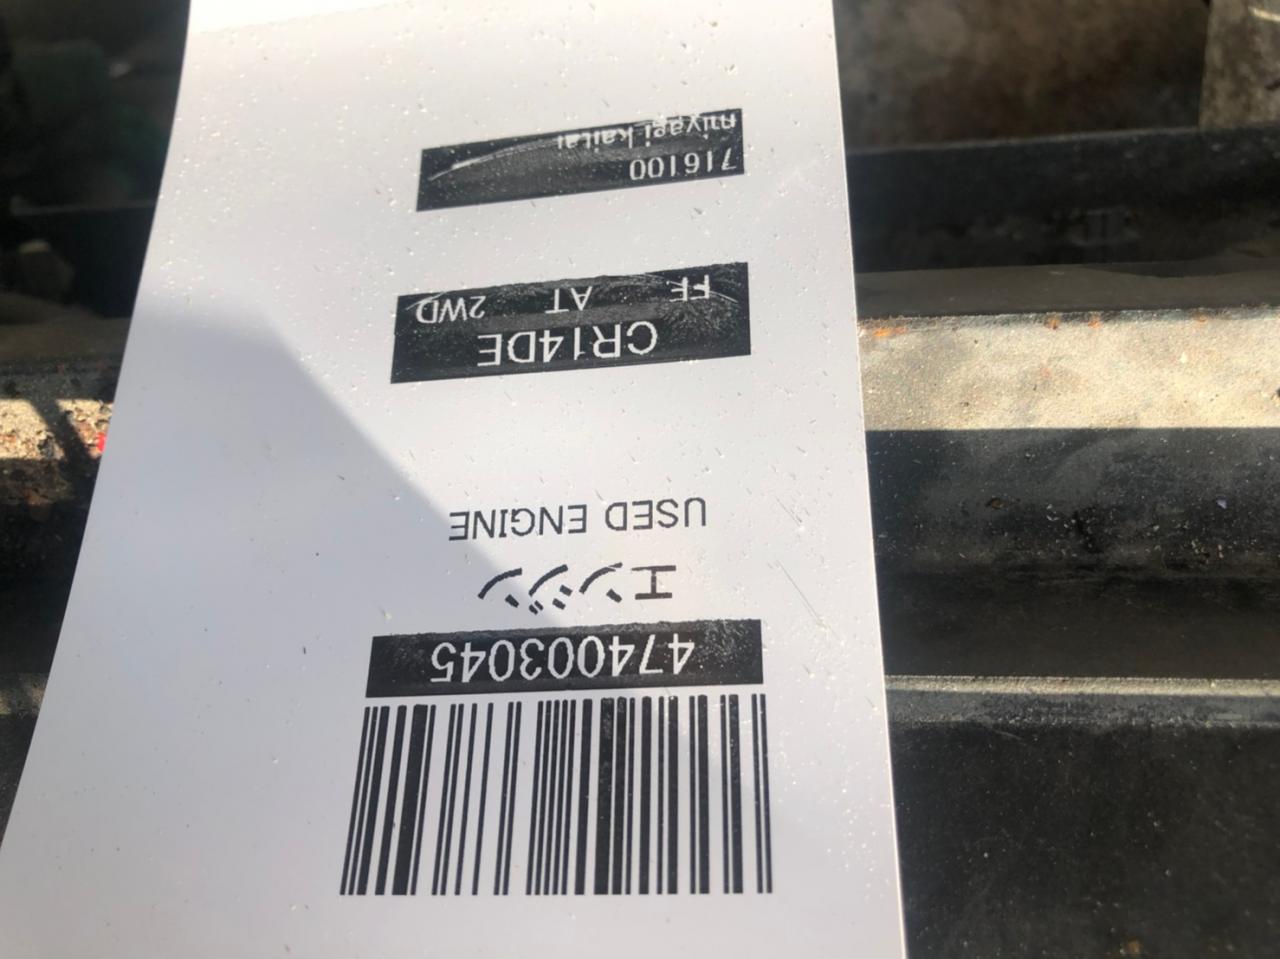 474003045
エンジン
USED ENGINE
CR14DE
FF AT 2WD
716100
miyagi kaitai